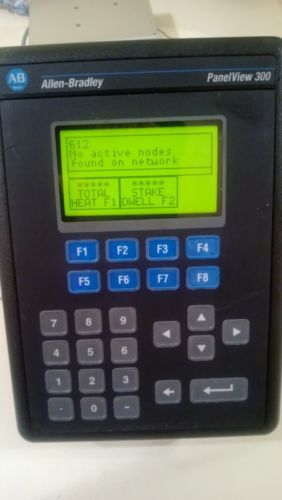 AB Allen-Bradley PanelView 300
612
No active nodes
found on network
***** *****
TOTAL STAKE
HEAT F1 DWELL F2
F1 F2 F3 F4
F5 F6 F7 F8
7 8 9
4 5 6
1 2 3
. 0 -